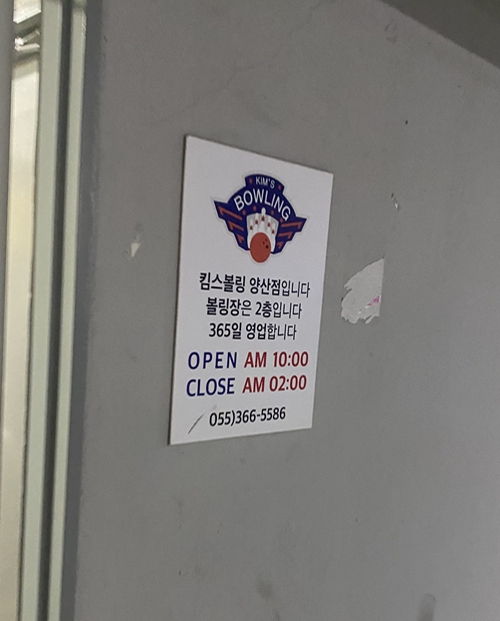 KIM'S
BOWLING
킴스볼링 양산점입니다
볼링장은 2층입니다
365일 영업합니다
OPEN AM 10:00
CLOSE AM 02:00
055)366-5586